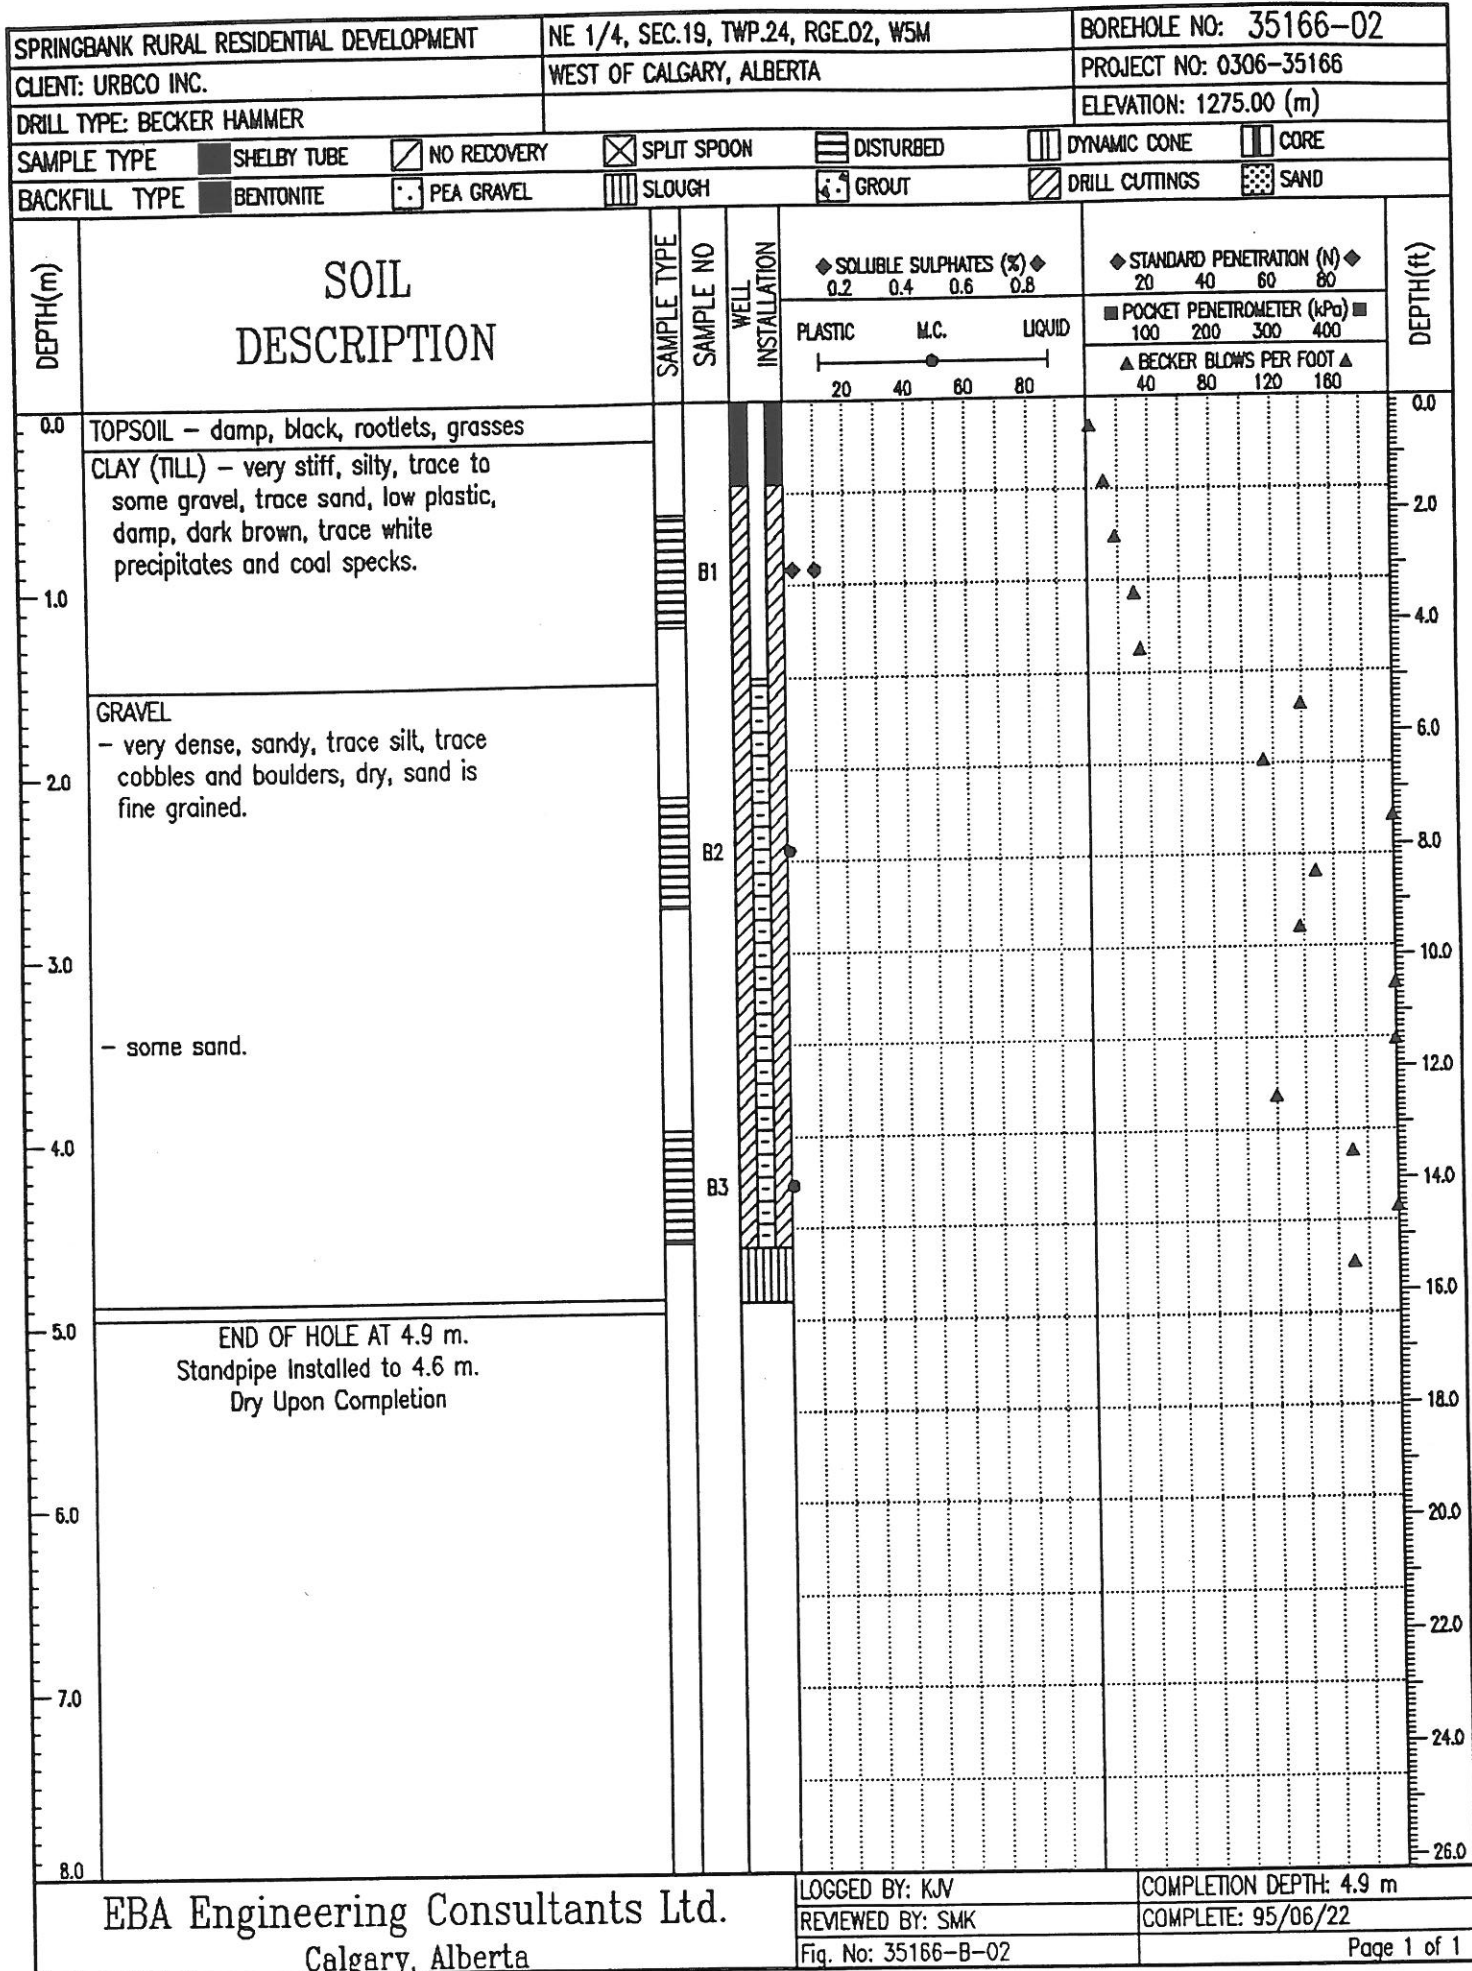 SPRINGBANK RURAL RESIDENTIAL DEVELOPMENT
NE 1/4, SEC.19, TWP.24, RGE.02, W5M
BOREHOLE NO: 35166-02
CLIENT: URBCO INC.
WEST OF CALGARY, ALBERTA
PROJECT NO: 0306-35166
DRILL TYPE: BECKER HAMMER
ELEVATION: 1275.00 (m)
SAMPLE TYPE SHELBY TUBE NO RECOVERY SPLIT SPOON DISTURBED DYNAMIC CONE CORE
BACKFILL TYPE BENTONITE PEA GRAVEL SLOUGH GROUT DRILL CUTTINGS SAND
DEPTH(m)
SOIL
DESCRIPTION
SAMPLE TYPE
SAMPLE NO
WELL
INSTALLATION
SOLUBLE SULPHATES (%)
0.2 0.4 0.6 0.8
PLASTIC M.C. LIQUID
20 40 60 80
STANDARD PENETRATION (N)
20 40 60 80
POCKET PENETROMETER (kPa)
100 200 300 400
BECKER BLOWS PER FOOT
40 80 120 160
DEPTH(ft)
0.0
TOPSOIL - damp, black, rootlets, grasses
0.0
CLAY (TILL) - very stiff, silty, trace to
some gravel, trace sand, low plastic,
2.0
damp, dark brown, trace white
precipitates and coal specks.
B1
1.0
4.0
GRAVEL
6.0
- very dense, sandy, trace silt, trace
cobbles and boulders, dry, sand is
2.0
fine grained.
8.0
B2
3.0
10.0
- some sand.
12.0
4.0
14.0
B3
16.0
5.0
END OF HOLE AT 4.9 m.
Standpipe Installed to 4.6 m.
Dry Upon Completion
18.0
6.0
20.0
22.0
7.0
24.0
8.0
26.0
EBA Engineering Consultants Ltd.
Calgary, Alberta
LOGGED BY: KJV
COMPLETION DEPTH: 4.9 m
REVIEWED BY: SMK
COMPLETE: 95/06/22
Fig. No: 35166-B-02
Page 1 of 1